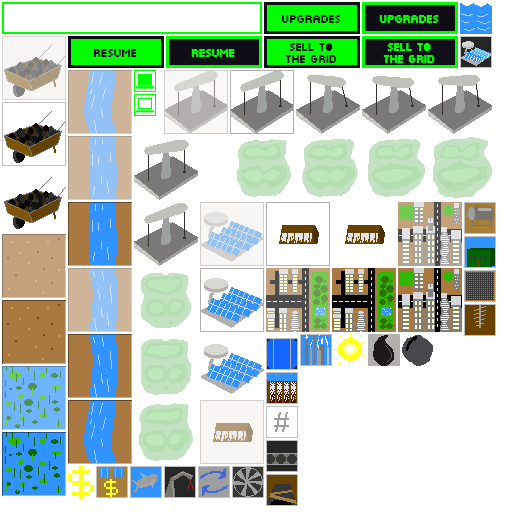 UPGRADES
UPGRADES
RESUME
RESUME
SELL TO
THE GRID
SELL TO
THE GRID
#
$
$